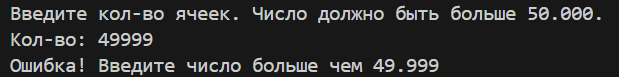 Введите кол-во ячеек. Число должно быть больше 50.000.
Кол-во: 49999
Ошибка! Введите число больше чем 49.999